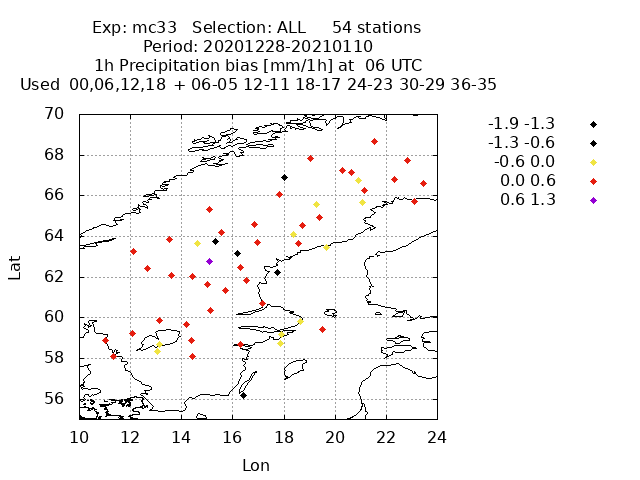 Exp: mc33 Selection: ALL 54 stations
Period: 20201228-20210110
1h Precipitation bias [mm/1h] at 06 UTC
Used 00,06,12,18 + 06-05 12-11 18-17 24-23 30-29 36-35
-1.9 -1.3
-1.3 -0.6
-0.6 0.0
0.0 0.6
0.6 1.3
70
68
66
64
62
60
58
56
Lat
10 12 14 16 18 20 22 24
Lon